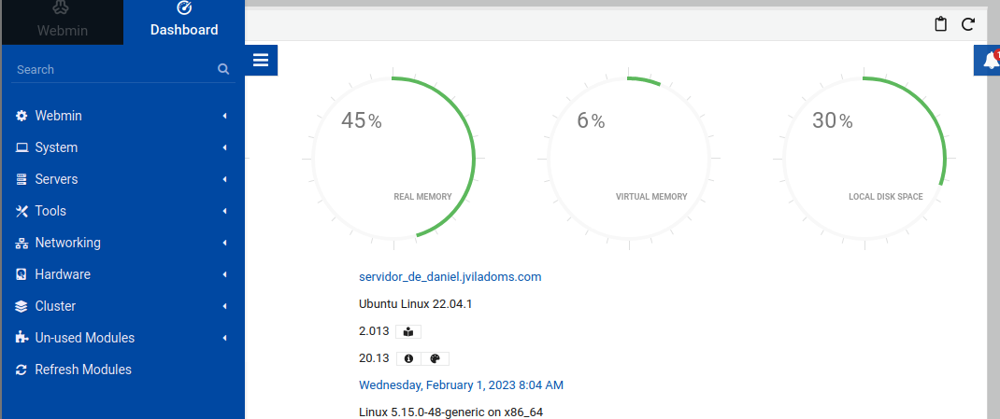 Webmin
Dashboard
Search
Webmin
System
Servers
Tools
Networking
Hardware
Cluster
Un-used Modules
Refresh Modules
45%
REAL MEMORY
6%
VIRTUAL MEMORY
30%
LOCAL DISK SPACE
servidor_de_daniel.jviladoms.com
Ubuntu Linux 22.04.1
2.013
20.13
Wednesday, February 1, 2023 8:04 AM
Linux 5.15.0-48-generic on x86_64